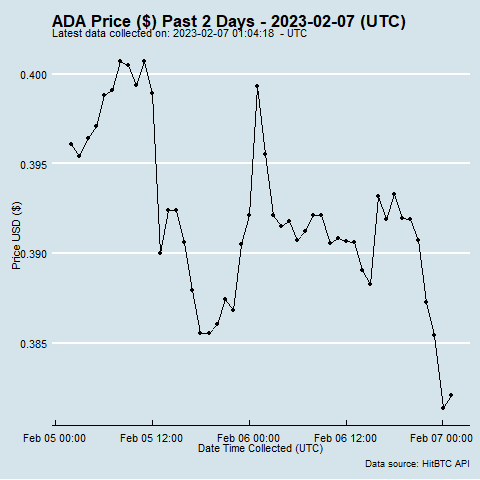 ADA Price ($) Past 2 Days - 2023-02-07 (UTC)
Latest data collected on: 2023-02-07 01:04:18  - UTC
0.400
0.395
0.390
0.385
Price USD ($)
Feb 05 00:00
Feb 05 12:00
Feb 06 00:00
Feb 06 12:00
Feb 07 00:00
Date Time Collected (UTC)
Data source: HitBTC API